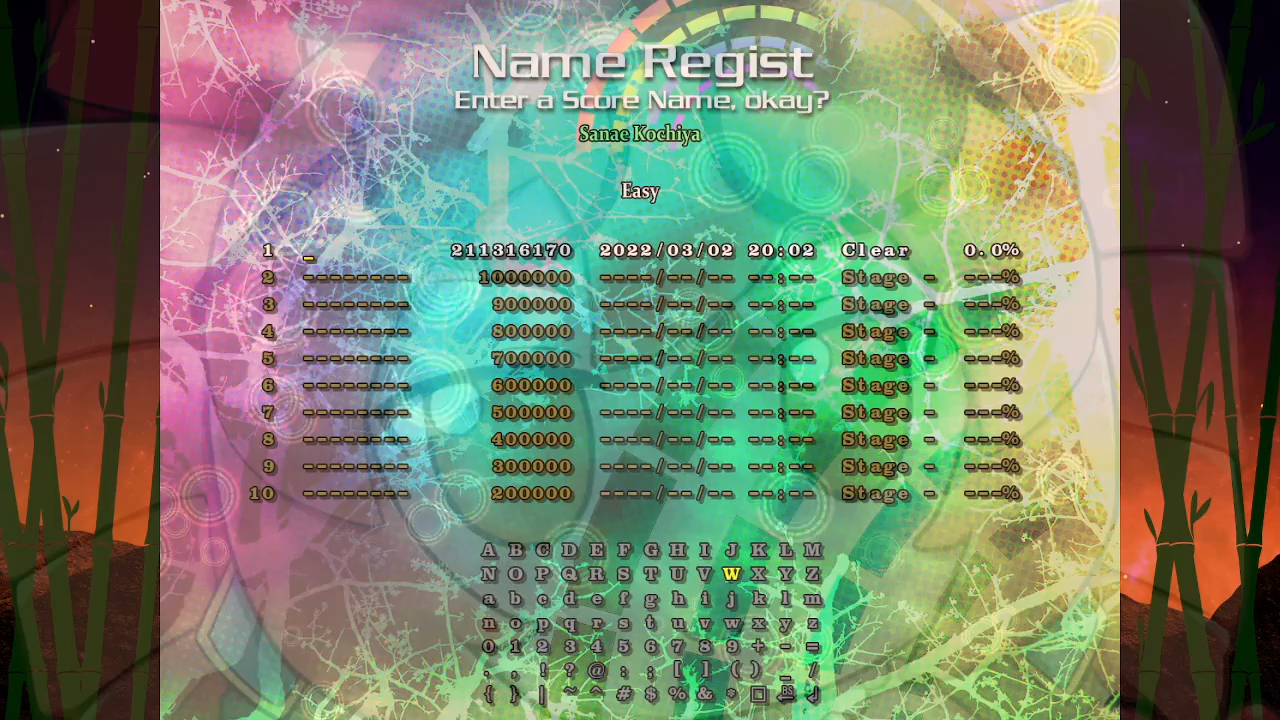 Name Regist
Enter a Score Name, okay?
Sanae Kochiya
Easy
1 _ 211316170 2022/03/02 20:02 Clear 0.0%
2 -------- 1000000 ----/--/-- --:-- Stage - ---%
3 -------- 900000 ----/--/-- --:-- Stage - ---%
4 -------- 800000 ----/--/-- --:-- Stage - ---%
5 -------- 700000 ----/--/-- --:-- Stage - ---%
6 -------- 600000 ----/--/-- --:-- Stage - ---%
7 -------- 500000 ----/--/-- --:-- Stage - ---%
8 -------- 400000 ----/--/-- --:-- Stage - ---%
9 -------- 300000 ----/--/-- --:-- Stage - ---%
10 -------- 200000 ----/--/-- --:-- Stage - ---%
A B C D E F G H I J K L M
N O P Q R S T U V W X Y Z
a b c d e f g h i j k l m
n o p q r s t u v w x y z
0 1 2 3 4 5 6 7 8 9 + - =
. , ! ? @ : ; [ ] ( ) _ /
{ } | ~ ^ # $ % & * □ BS ↲